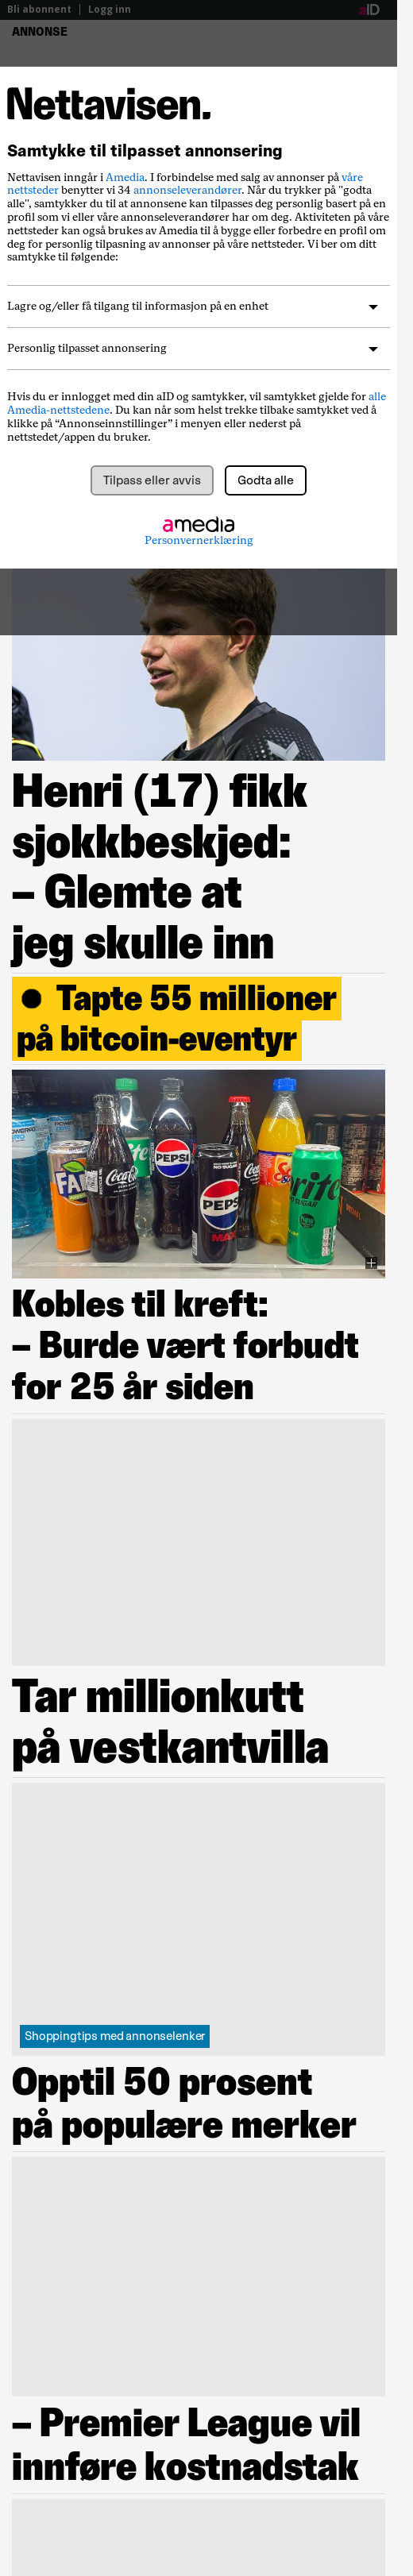 Bli abonnent | Logg inn aID
ANNONSE
Nettavisen.
Samtykke til tilpasset annonsering
Nettavisen inngår i Amedia. I forbindelse med salg av annonser på våre
nettsteder benytter vi 34 annonseleverandører. Når du trykker på "godta
alle", samtykker du til at annonsene kan tilpasses deg personlig basert på en
profil som vi eller våre annonseleverandører har om deg. Aktiviteten på våre
nettsteder kan også brukes av Amedia til å bygge eller forbedre en profil om
deg for personlig tilpasning av annonser på våre nettsteder. Vi ber om ditt
samtykke til følgende:
Lagre og/eller få tilgang til informasjon på en enhet
Personlig tilpasset annonsering
Hvis du er innlogget med din aID og samtykker, vil samtykket gjelde for alle
Amedia-nettstedene. Du kan når som helst trekke tilbake samtykket ved å
klikke på “Annonseinnstillinger” i menyen eller nederst på
nettstedet/appen du bruker.
Tilpass eller avvis Godta alle
amedia
Personvernerklæring
Henri (17) fikk
sjokkbeskjed:
– Glemte at
jeg skulle inn
Tapte 55 millioner
på bitcoin-eventyr
Coca-Cola
PEPSI
PEPSI
MAX
Kobles til kreft:
– Burde vært forbudt
for 25 år siden
Tar millionkutt
på vestkantvilla
Shoppingtips med annonselenker
Opptil 50 prosent
på populære merker
– Premier League vil
innføre kostnadstak